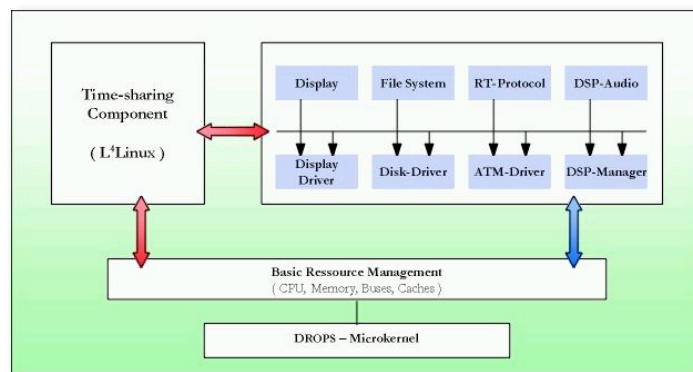 Time-sharing
Component
( L⁴Linux )
Display
File System
RT-Protocol
DSP-Audio
Display
Driver
Disk-Driver
ATM-Driver
DSP-Manager
Basic Ressource Management
( CPU, Memory, Buses, Caches )
DROPS – Microkernel